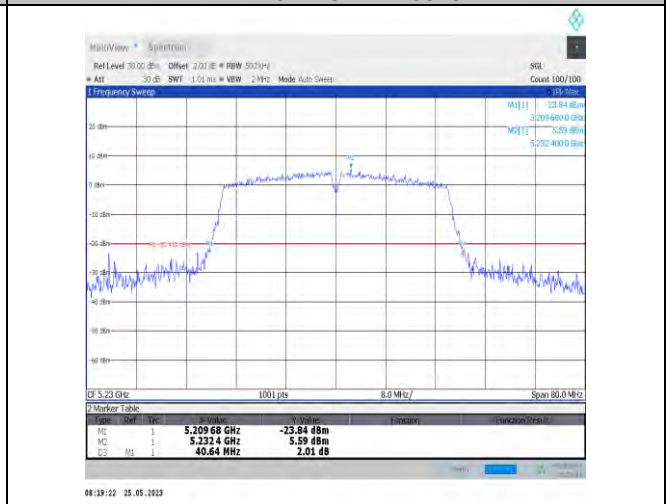 MultiView Spectrum
Ref Level 30.00 dBm Offset 2.00 dB RBW 500 kHz SGL
Att 30 dB SWT 1.01 ms VBW 2 MHz Mode Auto Sweep Count 100/100
1 Frequency Sweep 1Pk Max
M1[1] -23.84 dBm
5.209 680 0 GHz
M2[1] 5.59 dBm
5.232 400 0 GHz
20 dBm
10 dBm
0 dBm
-10 dBm
-20 dBm
-30 dBm
-40 dBm
-50 dBm
-60 dBm
CF 5.23 GHz 1001 pts 8.0 MHz/ Span 80.0 MHz
2 Marker Table
Type Ref Trc X-Value Y-Value Function Function Result
M1 1 5.209 68 GHz -23.84 dBm
M2 1 5.232 4 GHz 5.59 dBm
D3 M1 1 40.64 MHz 2.01 dB
08:19:22 25.05.2023